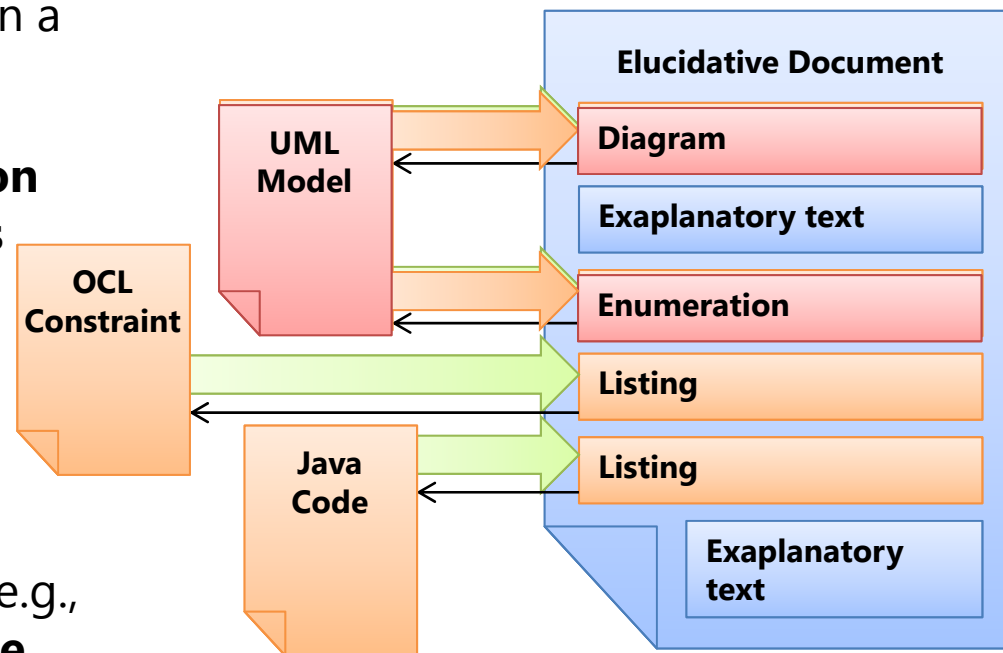 n a
on
s
e.g.,
e
OCL
Constraint
UML
Model
Java
Code
Elucidative Document
Diagram
Exaplanatory text
Enumeration
Listing
Listing
Exaplanatory
text